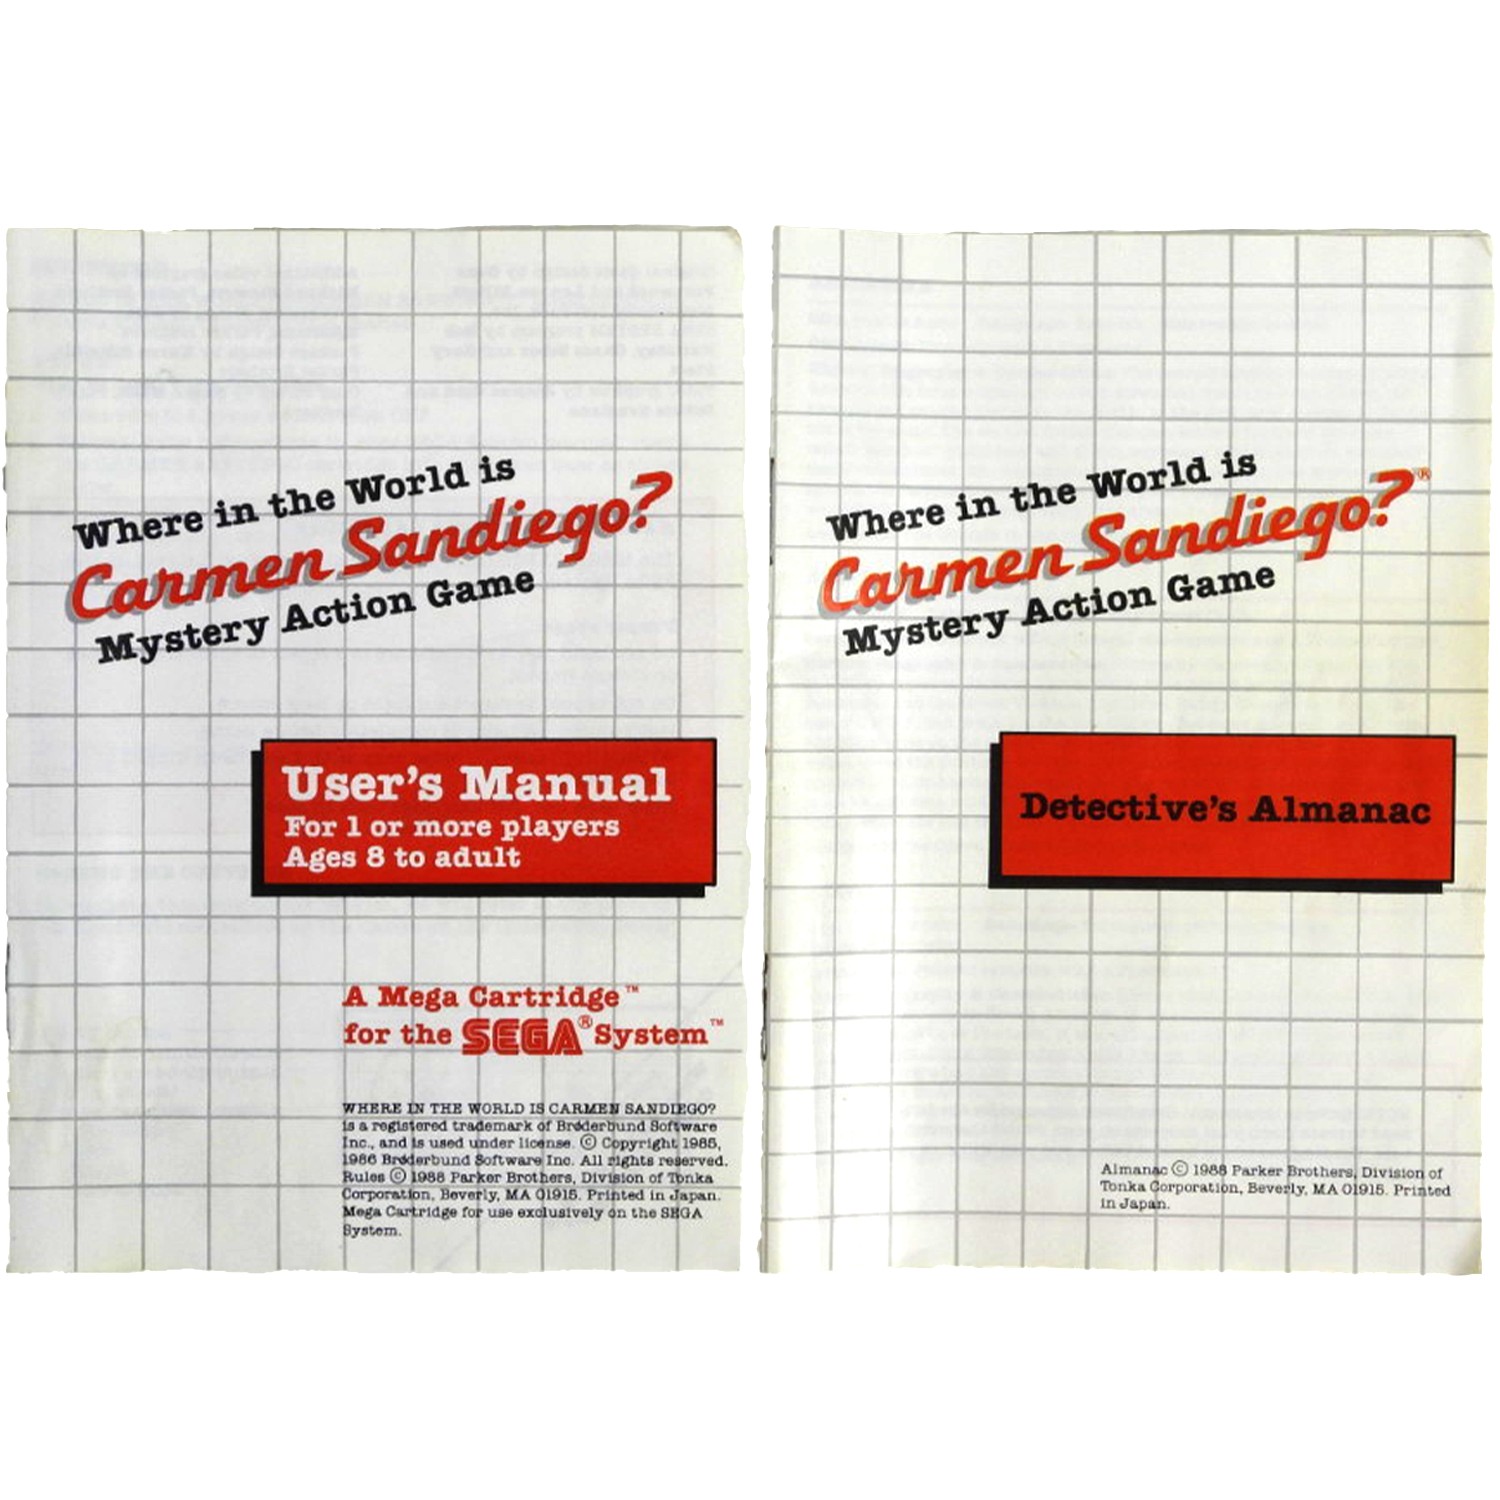 Where in the World is
Carmen Sandiego?
Mystery Action Game
User's Manual
For 1 or more players
Ages 8 to adult
A Mega Cartridge™
for the SEGA® System™
WHERE IN THE WORLD IS CARMEN SANDIEGO?
is a registered trademark of Brøderbund Software
Inc., and is used under license. © Copyright 1985,
1986 Brøderbund Software Inc. All rights reserved.
Rules © 1988 Parker Brothers, Division of Tonka
Corporation, Beverly, MA 01915. Printed in Japan.
Mega Cartridge for use exclusively on the SEGA
System.
Where in the World is
Carmen Sandiego?®
Mystery Action Game
Detective's Almanac
Almanac © 1988 Parker Brothers, Division of
Tonka Corporation, Beverly, MA 01915. Printed
in Japan.